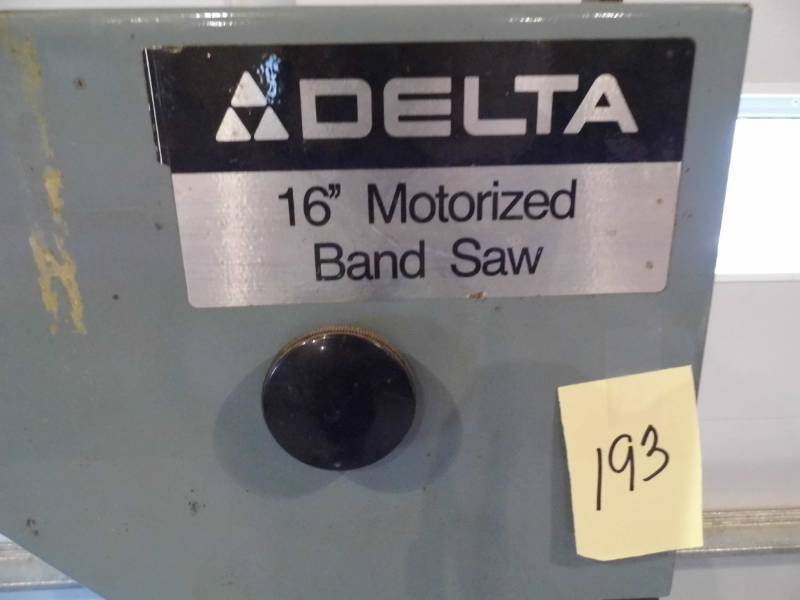 DELTA
16” Motorized
Band Saw
193